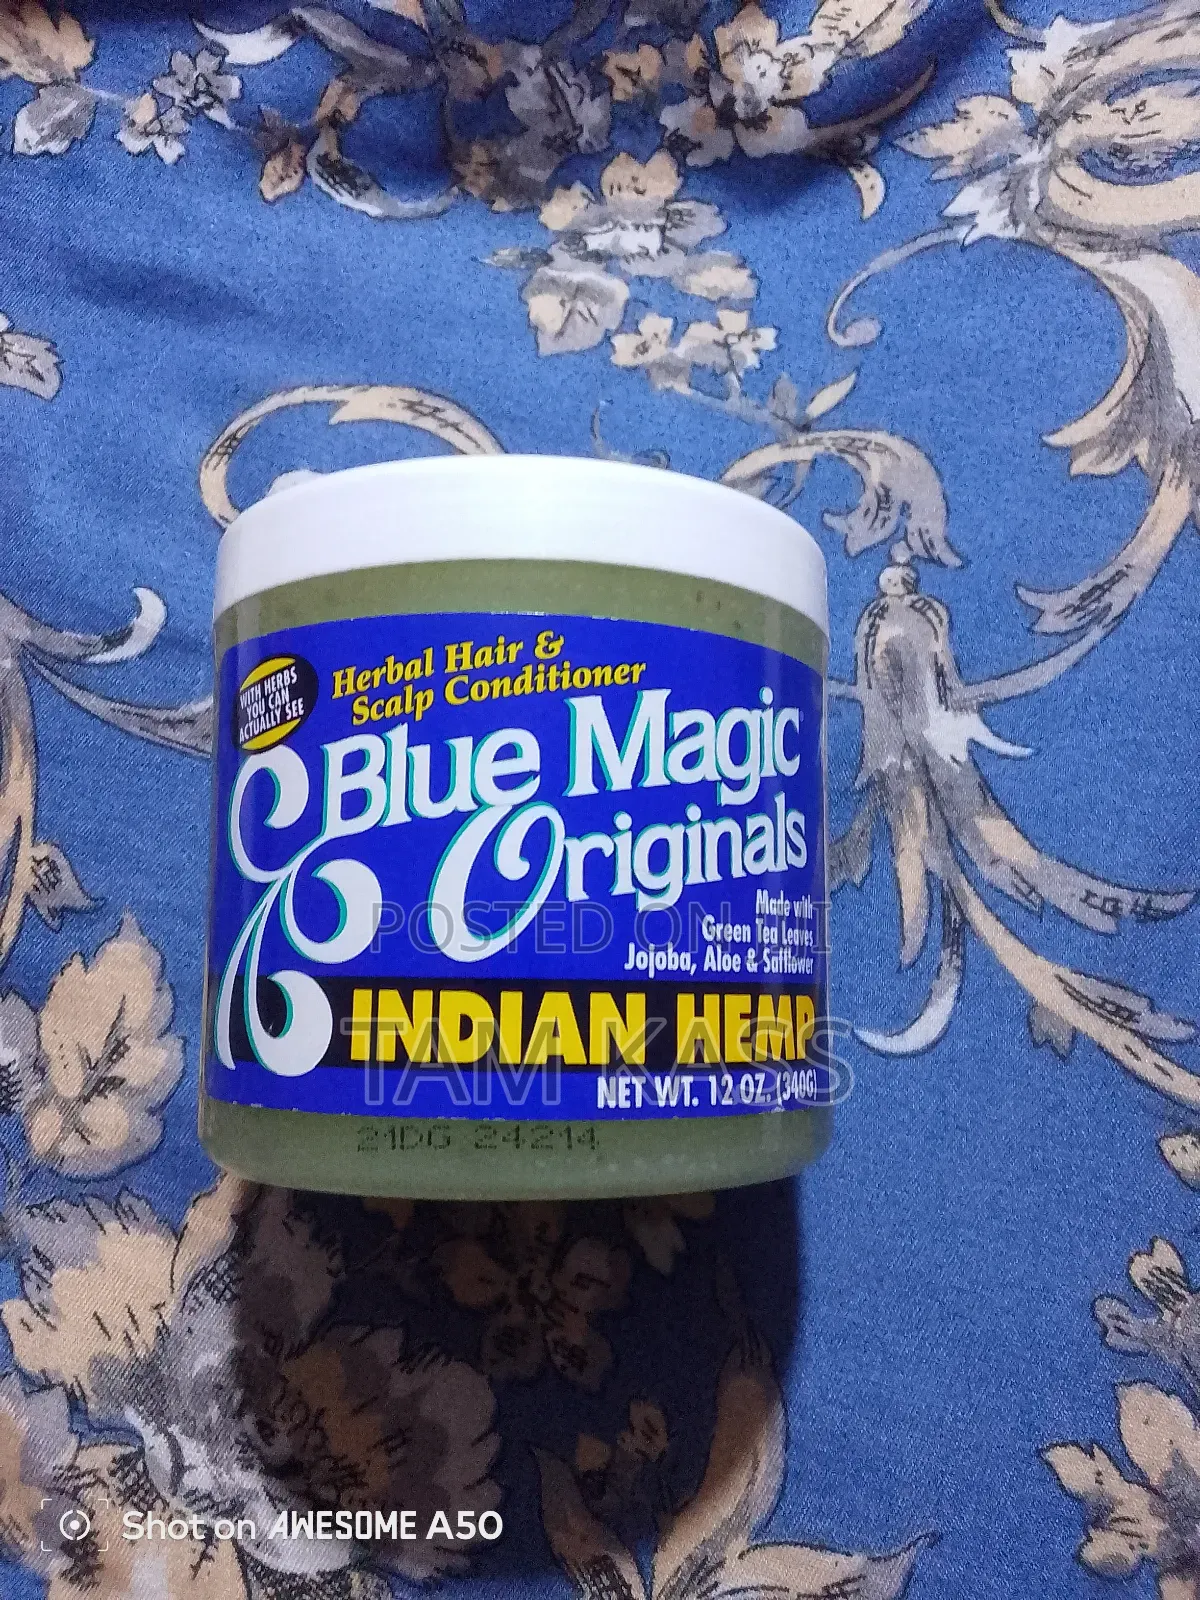 WITH HERBS
YOU CAN
ACTUALLY SEE
Herbal Hair &
Scalp Conditioner
Blue Magic
Originals
Made with
Green Tea Leaves
Jojoba, Aloe & Safflower
POSTED ON JI
INDIAN HEMP
TAM KASS
NET WT. 12 OZ. (340G)
21DG 24214
Shot on AWESOME A50